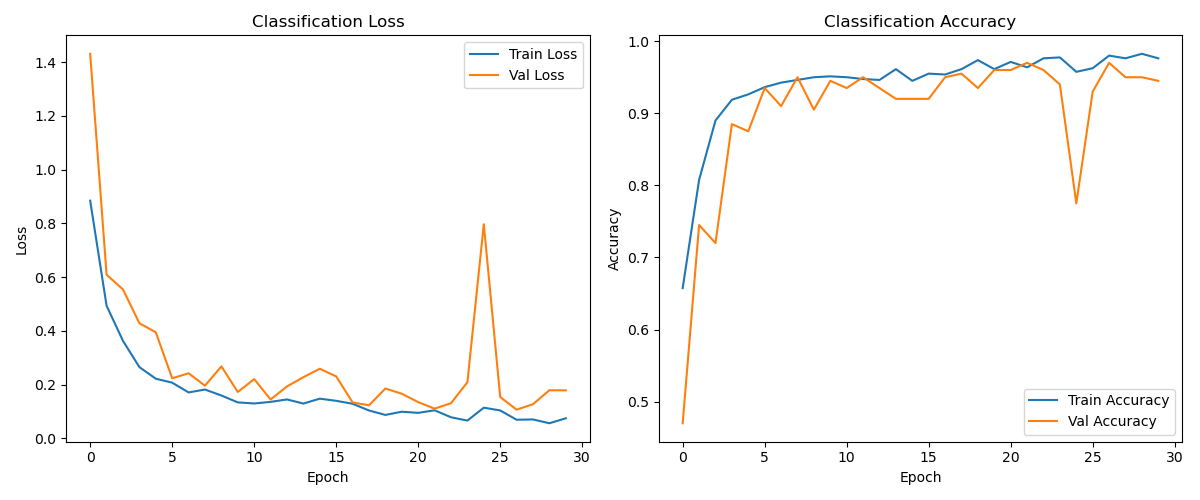 Classification Loss
Train Loss
Val Loss
1.4
1.2
1.0
0.8
0.6
0.4
0.2
0.0
Loss
0 5 10 15 20 25 30
Epoch
Classification Accuracy
1.0
0.9
0.8
0.7
0.6
0.5
Accuracy
Train Accuracy
Val Accuracy
0 5 10 15 20 25 30
Epoch